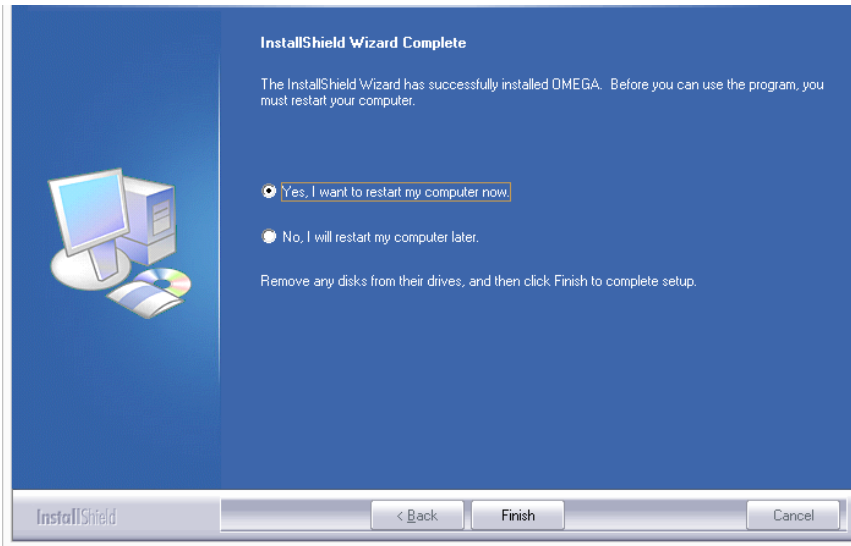 InstallShield Wizard Complete
The InstallShield Wizard has successfully installed OMEGA. Before you can use the program, you
must restart your computer.
Yes, I want to restart my computer now.
No, I will restart my computer later.
Remove any disks from their drives, and then click Finish to complete setup.
InstallShield
< Back
Finish
Cancel